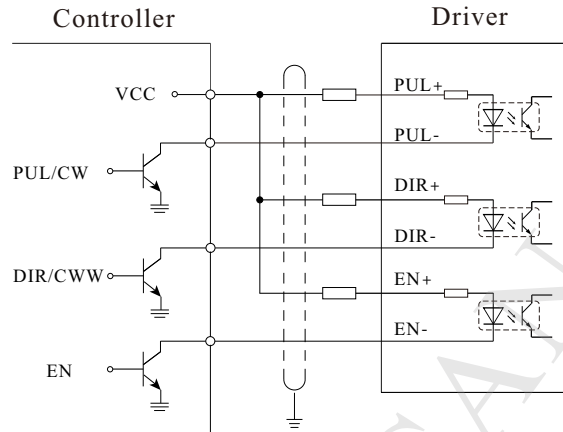 Controller
Driver
VCC
PUL+
PUL-
PUL/CW
DIR+
DIR-
DIR/CWW
EN+
EN-
EN